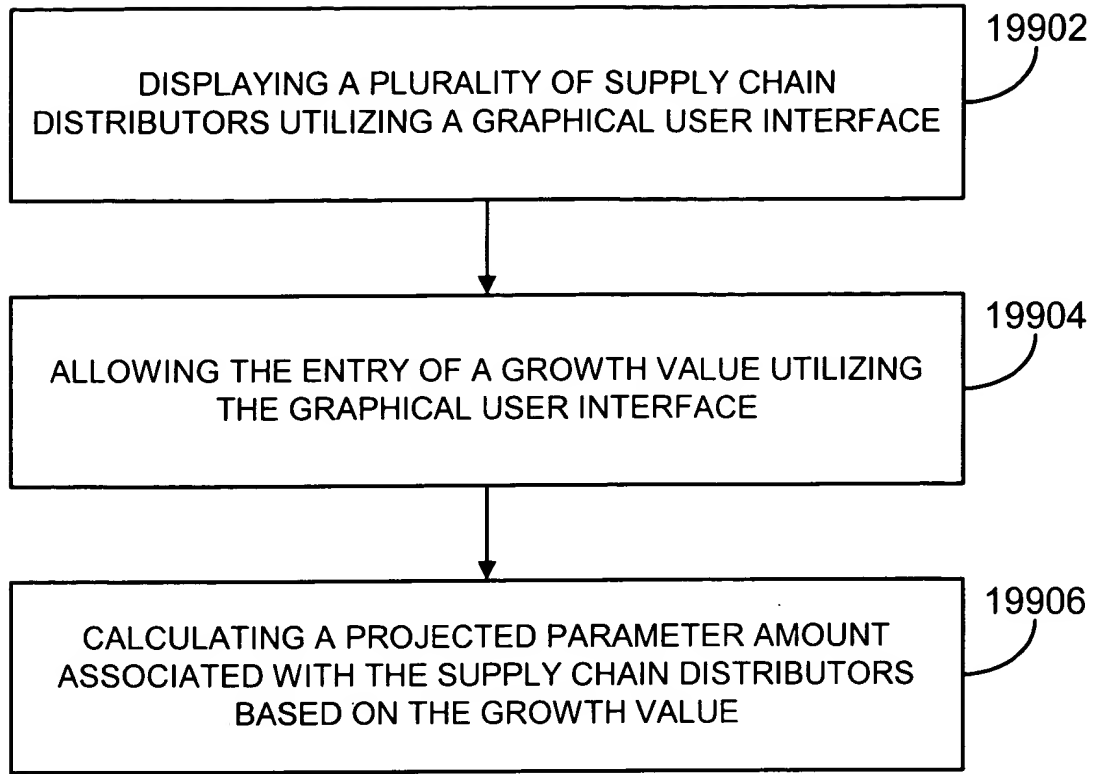 19902
DISPLAYING A PLURALITY OF SUPPLY CHAIN
DISTRIBUTORS UTILIZING A GRAPHICAL USER INTERFACE
19904
ALLOWING THE ENTRY OF A GROWTH VALUE UTILIZING
THE GRAPHICAL USER INTERFACE
19906
CALCULATING A PROJECTED PARAMETER AMOUNT
ASSOCIATED WITH THE SUPPLY CHAIN DISTRIBUTORS
BASED ON THE GROWTH VALUE